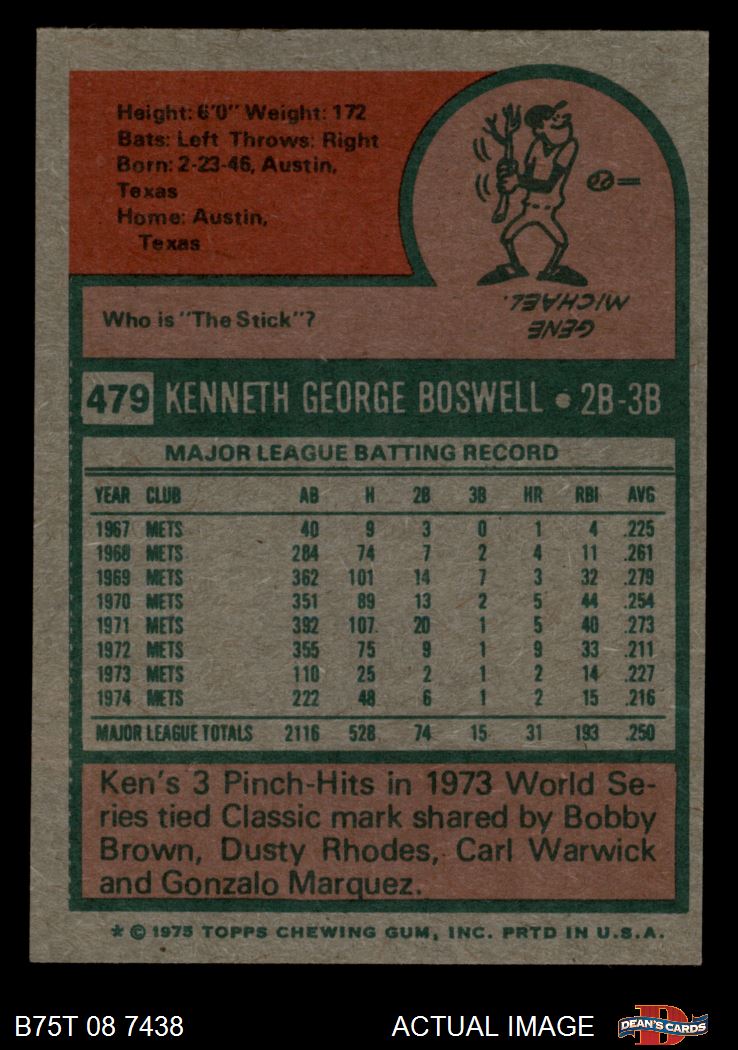 Height: 6'0" Weight: 172
Bats: Left Throws: Right
Born: 2-23-46, Austin,
Texas
Home: Austin,
Texas
GENE
MICHAEL.
Who is "The Stick"?
479 KENNETH GEORGE BOSWELL • 2B-3B
MAJOR LEAGUE BATTING RECORD
YEAR CLUB AB H 2B 3B HR RBI AVG
1967 METS 40 9 3 0 1 4 .225
1968 METS 284 74 7 2 4 11 .261
1969 METS 362 101 14 7 3 32 .279
1970 METS 351 89 13 2 5 44 .254
1971 METS 392 107 20 1 5 40 .273
1972 METS 355 75 9 1 9 33 .211
1973 METS 110 25 2 1 2 14 .227
1974 METS 222 48 6 1 2 15 .216
MAJOR LEAGUE TOTALS 2116 528 74 15 31 193 .250
Ken's 3 Pinch-Hits in 1973 World Se-
ries tied Classic mark shared by Bobby
Brown, Dusty Rhodes, Carl Warwick
and Gonzalo Marquez.
* © 1975 TOPPS CHEWING GUM, INC. PRTD IN U.S.A.
B75T 08 7438 ACTUAL IMAGE D DEAN'S CARDS